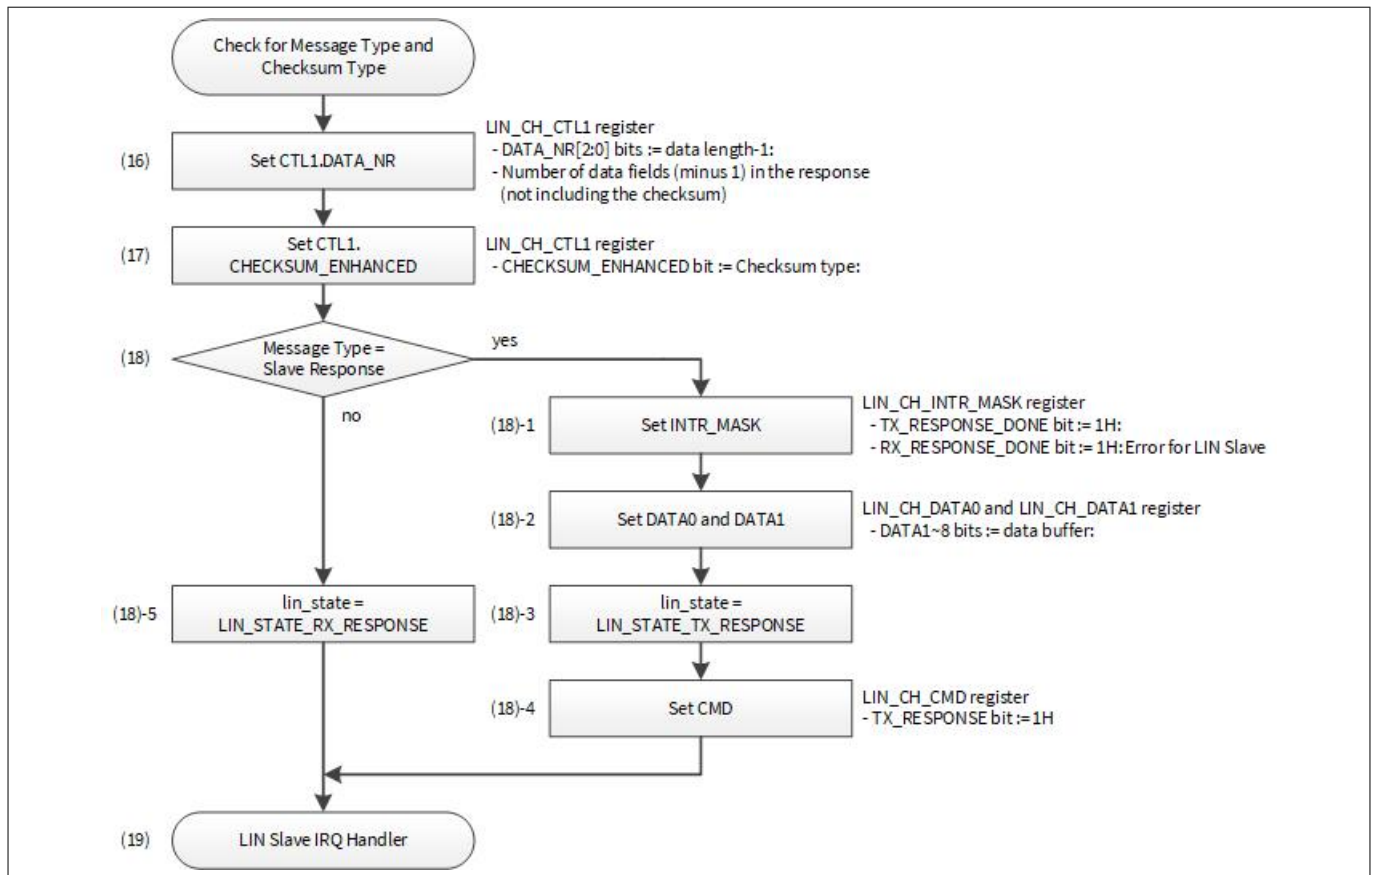 Check for Message Type and
Checksum Type
(16)
Set CTL1.DATA_NR
LIN_CH_CTL1 register
- DATA_NR[2:0] bits := data length-1:
- Number of data fields (minus 1) in the response
(not including the checksum)
(17)
Set CTL1.
CHECKSUM_ENHANCED
LIN_CH_CTL1 register
- CHECKSUM_ENHANCED bit := Checksum type:
(18)
Message Type =
Slave Response
yes
no
(18)-1
Set INTR_MASK
LIN_CH_INTR_MASK register
- TX_RESPONSE_DONE bit := 1H:
- RX_RESPONSE_DONE bit := 1H: Error for LIN Slave
(18)-2
Set DATA0 and DATA1
LIN_CH_DATA0 and LIN_CH_DATA1 register
- DATA1~8 bits := data buffer:
(18)-5
lin_state =
LIN_STATE_RX_RESPONSE
(18)-3
lin_state =
LIN_STATE_TX_RESPONSE
(18)-4
Set CMD
LIN_CH_CMD register
- TX_RESPONSE bit := 1H
(19)
LIN Slave IRQ Handler